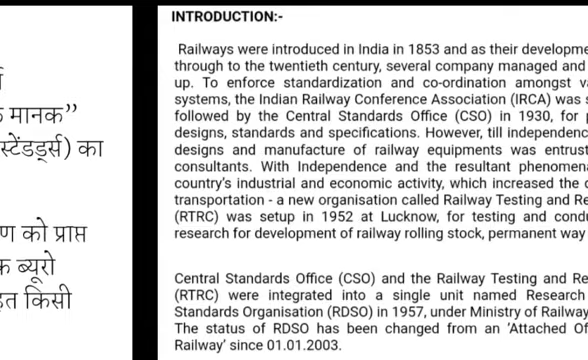 मानक”
स्टेंडर्ड्स) का
ण को प्राप्त
क ब्यूरो
किसी
INTRODUCTION:-
Railways were introduced in India in 1853 and as their developme
through to the twentieth century, several company managed and
up. To enforce standardization and co-ordination amongst va
systems, the Indian Railway Conference Association (IRCA) was s
followed by the Central Standards Office (CSO) in 1930, for p
designs, standards and specifications. However, till independenc
designs and manufacture of railway equipments was entrust
consultants. With Independence and the resultant phenomena
country’s industrial and economic activity, which increased the d
transportation - a new organisation called Railway Testing and Re
(RTRC) was setup in 1952 at Lucknow, for testing and condu
research for development of railway rolling stock, permanent way
Central Standards Office (CSO) and the Railway Testing and Re
(RTRC) were integrated into a single unit named Research
Standards Organisation (RDSO) in 1957, under Ministry of Railway
The status of RDSO has been changed from an ‘Attached Of
Railway’ since 01.01.2003.